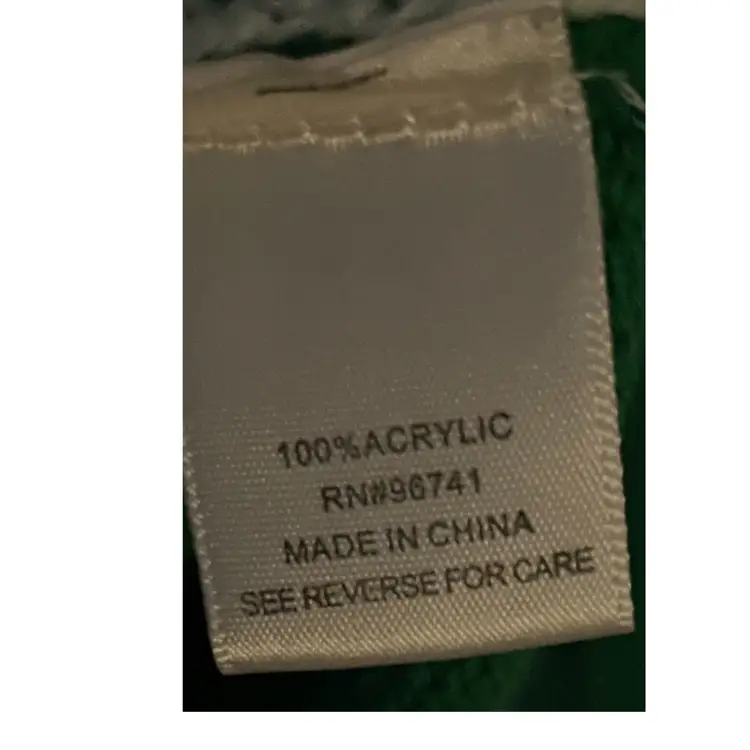 100%ACRYLIC
RN#96741
MADE IN CHINA
SEE REVERSE FOR CARE